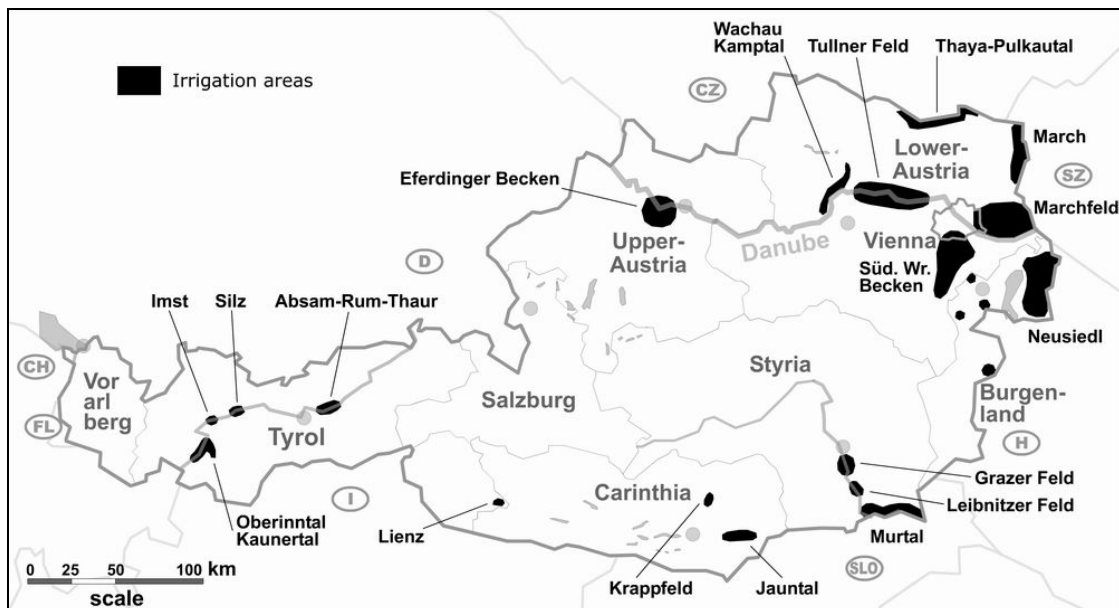 Wachau
Kamptal
Tullner Feld
Thaya-Pulkautal
Irrigation areas
CZ
Lower-
Austria
March
SZ
Eferdinger Becken
Marchfeld
Upper-
Austria
Danube
Vienna
D
Süd. Wr.
Becken
Imst
Silz
Absam-Rum-Thaur
Neusiedl
CH
Vor
arl
berg
Styria
Salzburg
Burgen-
land
FL
Tyrol
H
Grazer Feld
I
Carinthia
Leibnitzer Feld
Oberinntal
Kaunertal
Lienz
Murtal
SLO
0 25 50 100 km
scale
Krappfeld
Jauntal